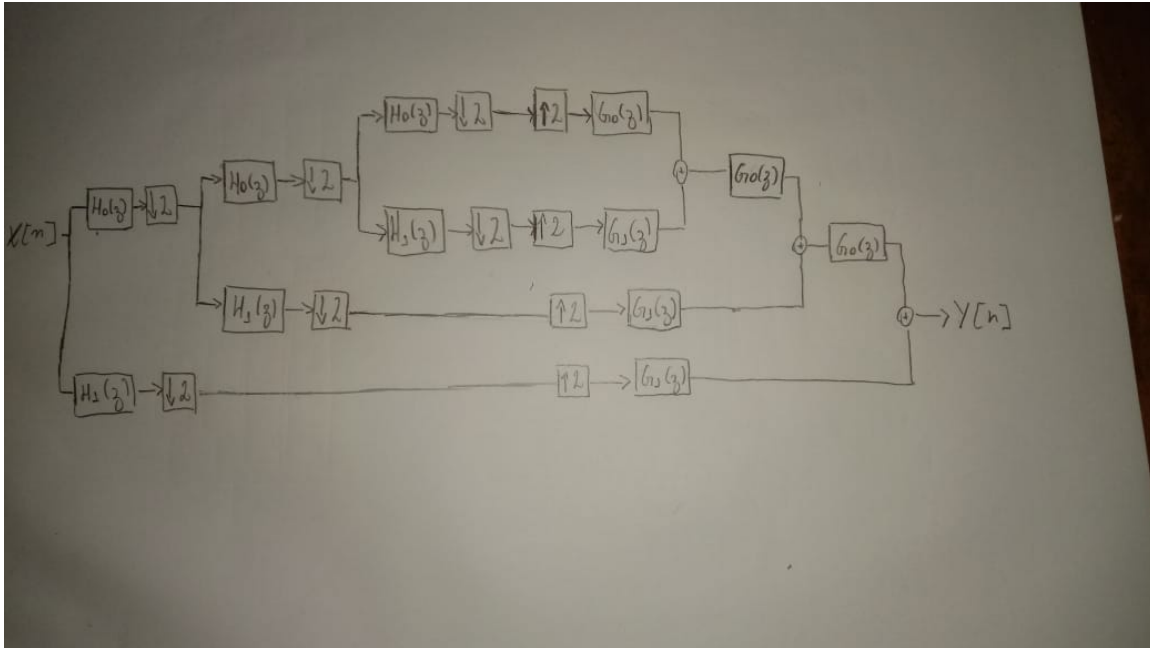 H₀(z) ↓2 ↑2 G₀(z)
H₀(z) ↓2 G₀(z)
X[n] H₀(z) ↓2 H₁(z) ↓2 ↑2 G₁(z) G₀(z)
H₁(z) ↓2 ↑2 G₁(z) Y[n]
H₁(z) ↓2 ↑2 G₁(z)